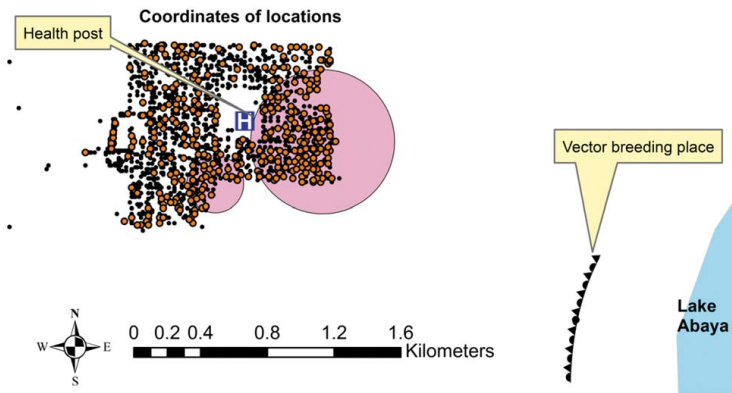 Coordinates of locations
Health post
H
Vector breeding place
Lake
Abaya
N
W E
S
0 0.2 0.4 0.8 1.2 1.6
Kilometers